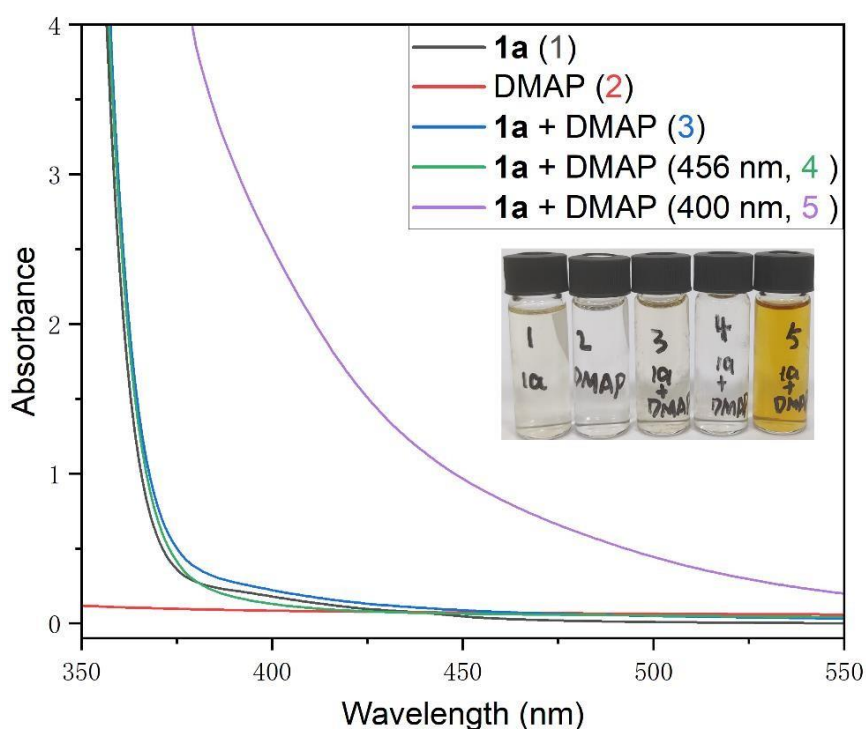 4
3
2
1
0
Absorbance
350
400
450
500
550
Wavelength (nm)
1a (1)
DMAP (2)
1a + DMAP (3)
1a + DMAP (456 nm, 4 )
1a + DMAP (400 nm, 5 )
1
1a
2
DMAP
3
1a
+
DMAP
4
1a
+
DMAP
5
1a
+
DMAP